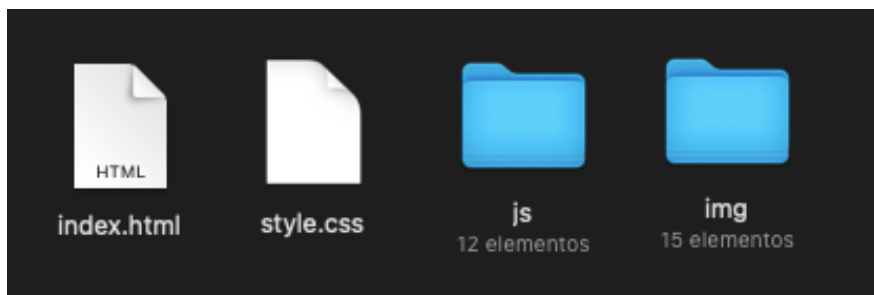 HTML
index.html
style.css
js
12 elementos
img
15 elementos